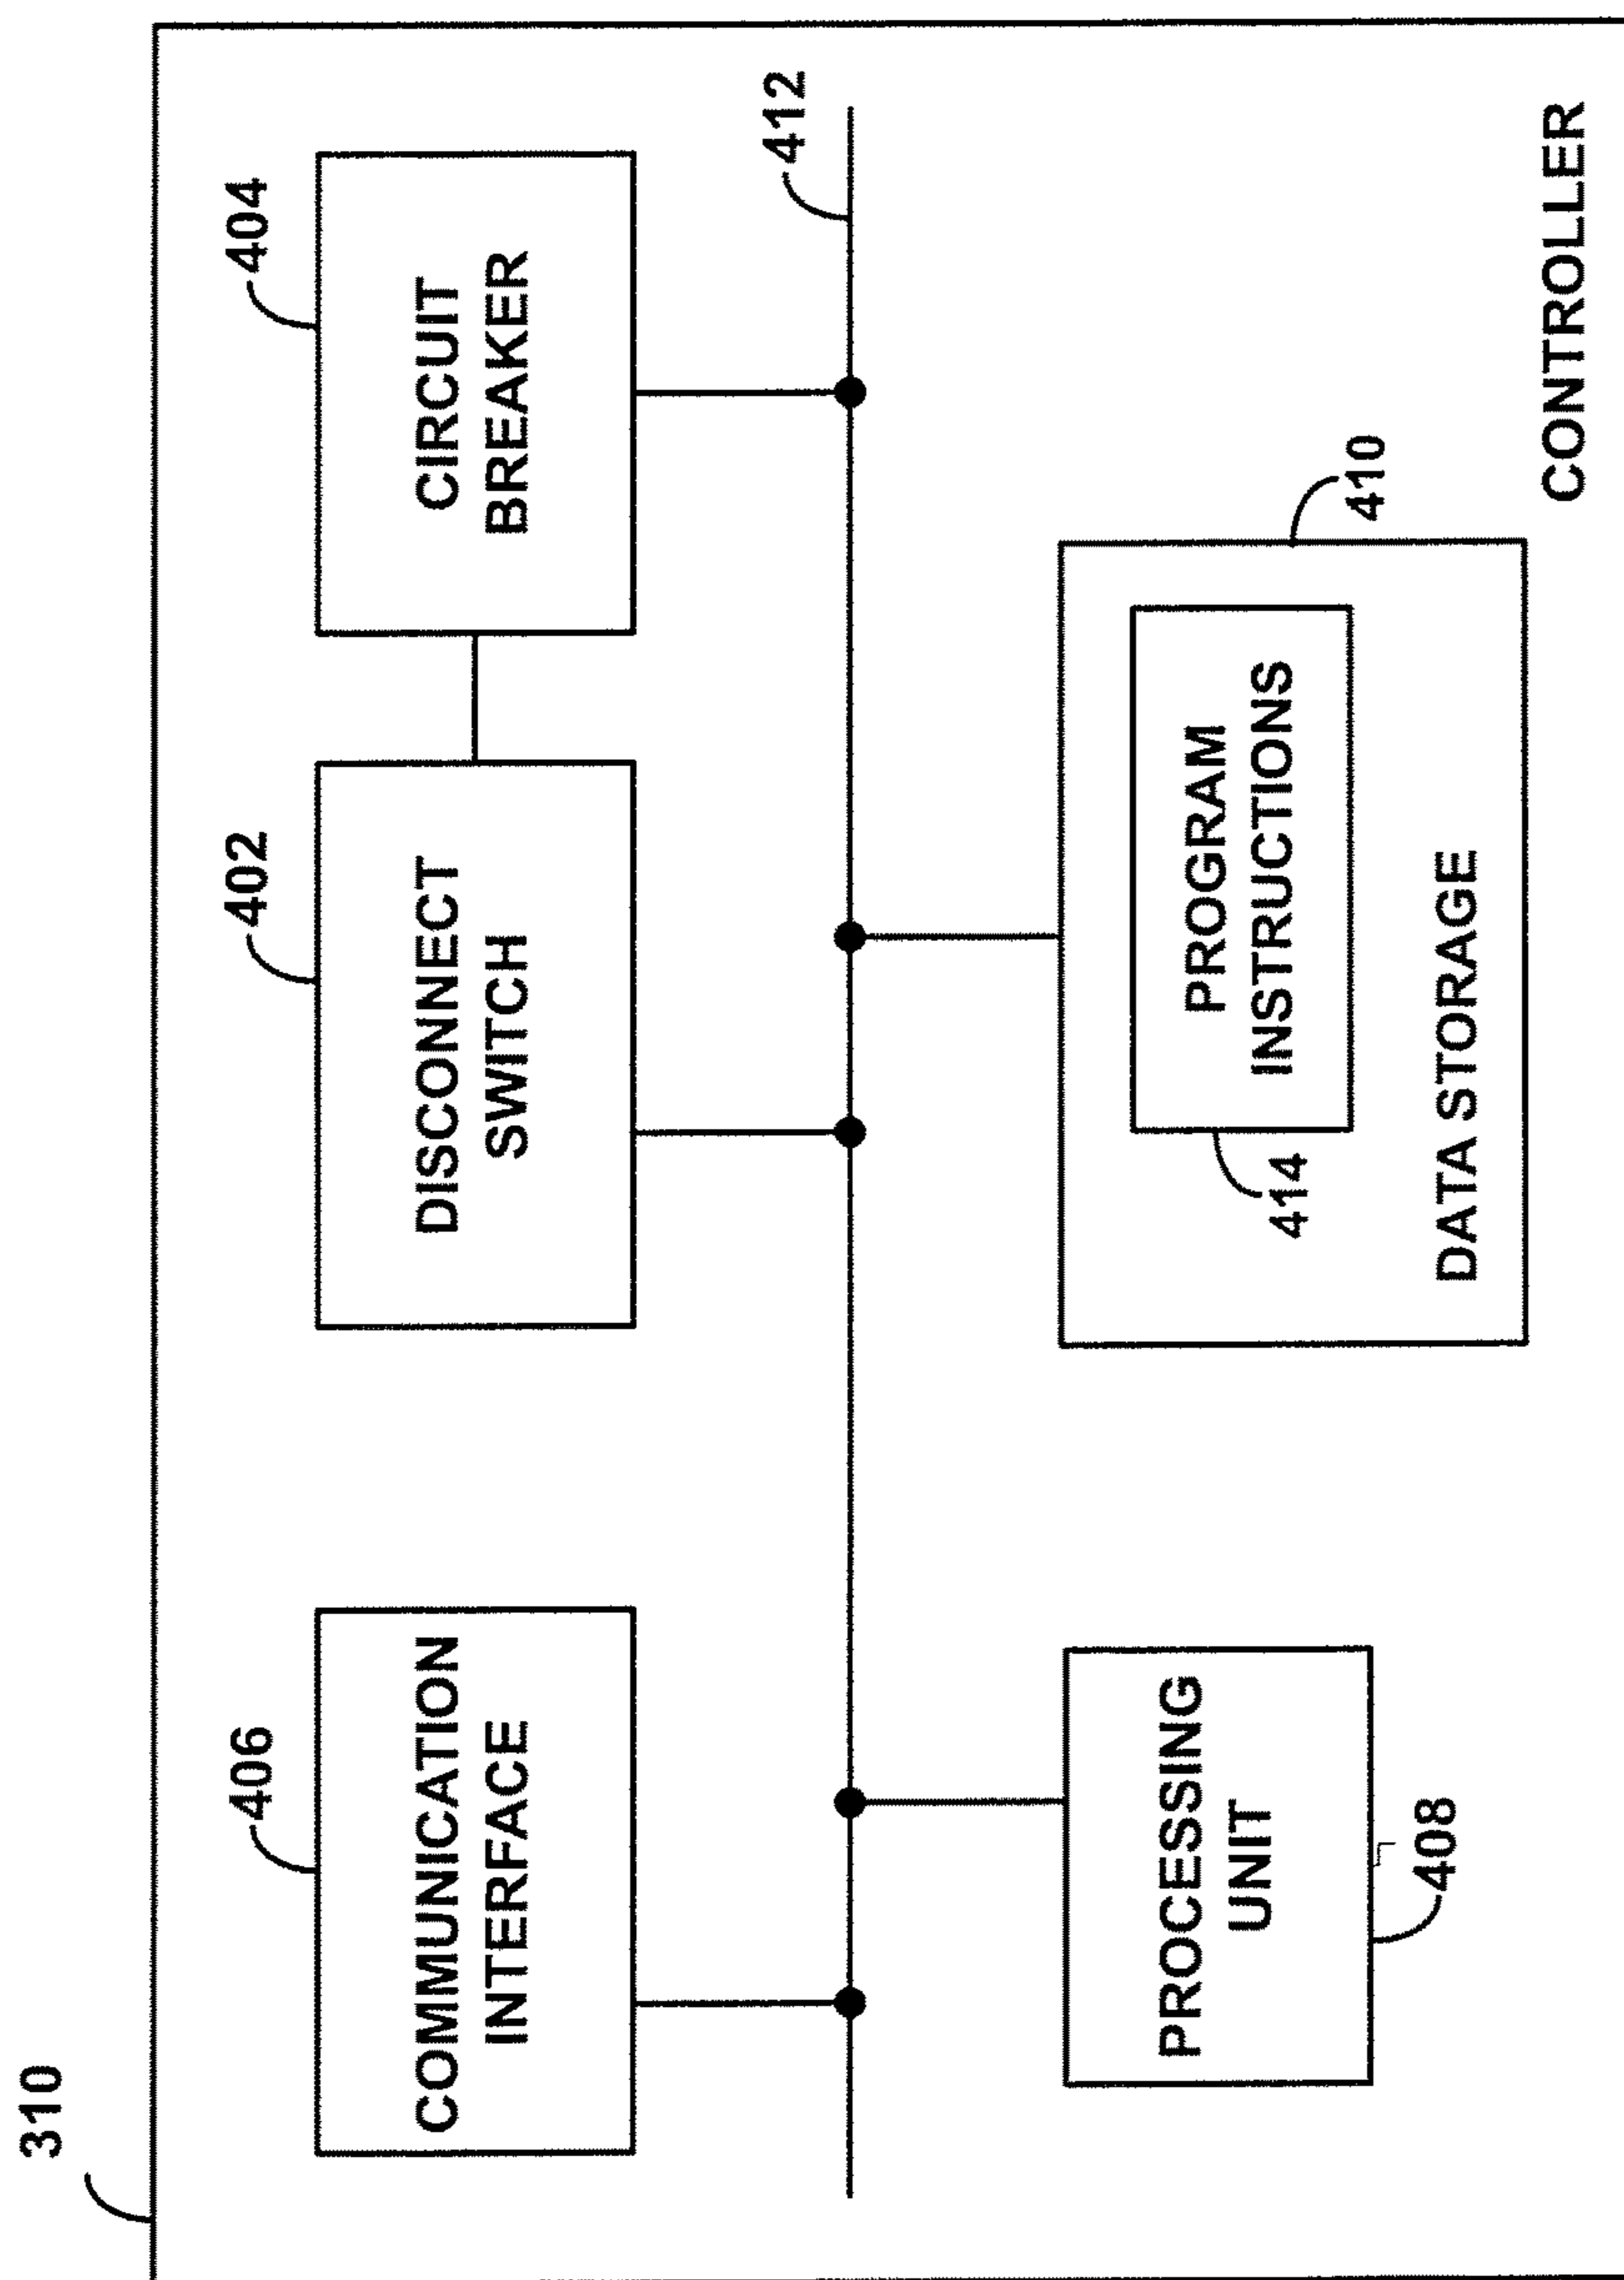 310
406
402
404
COMMUNICATION
INTERFACE
DISCONNECT
SWITCH
CIRCUIT
BREAKER
412
PROCESSING
UNIT
408
PROGRAM
INSTRUCTIONS
414
DATA STORAGE
410
CONTROLLER